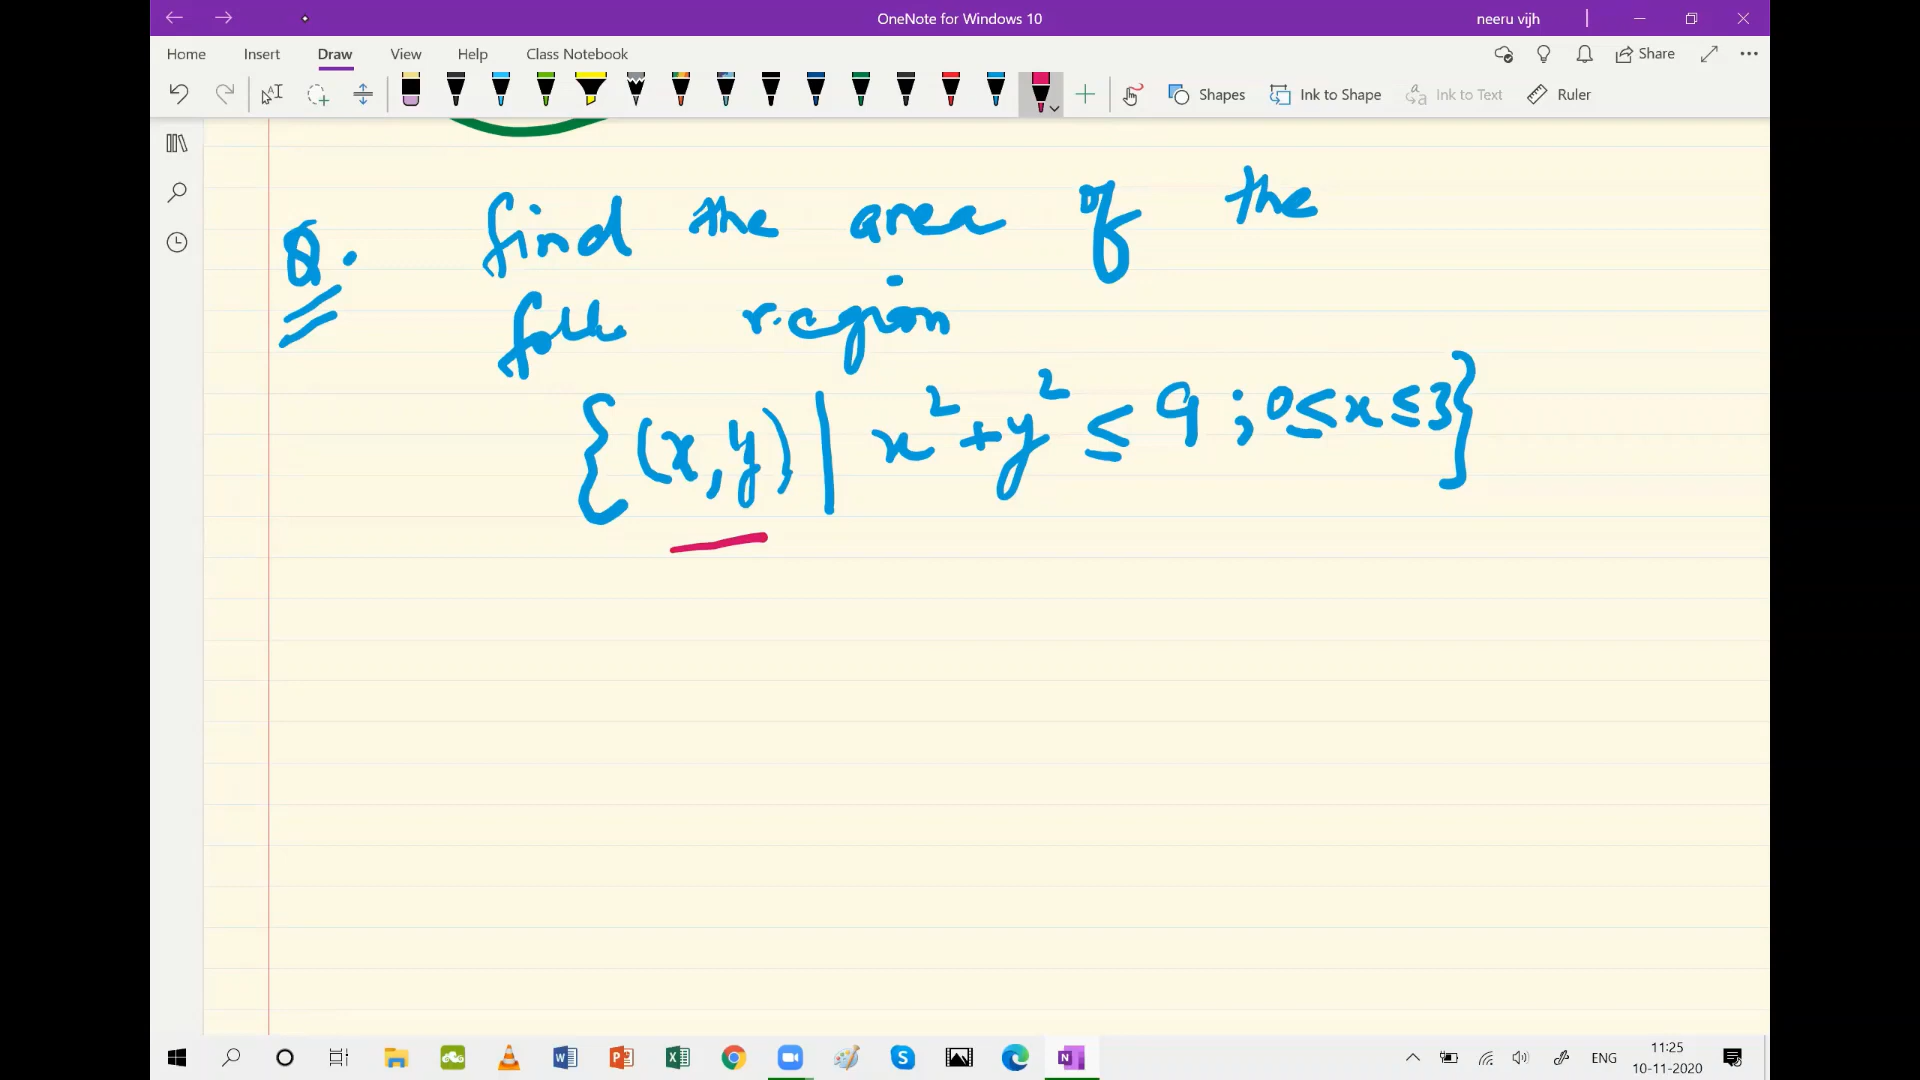 OneNote for Windows 10
neeru vijh
Home Insert Draw View Help Class Notebook Share
Shapes Ink to Shape Ink to Text Ruler
Q. find the area of the
region
{(x,y) | x²+y² ≤ 9 ; 0≤x≤3}
ENG
11:25
10-11-2020